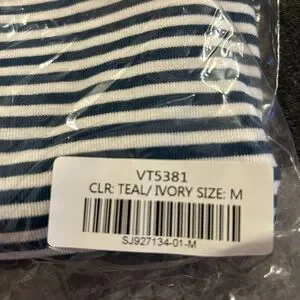 VT5381
CLR: TEAL/ IVORY SIZE: M
SJ927134-01-M